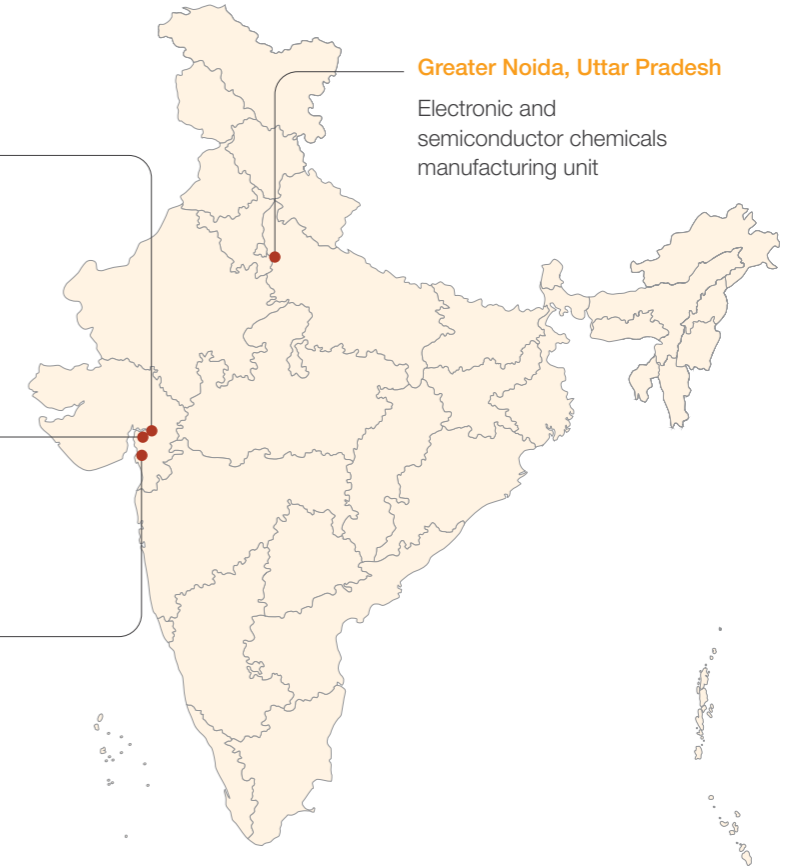 Greater Noida, Uttar Pradesh
Electronic and
semiconductor chemicals
manufacturing unit